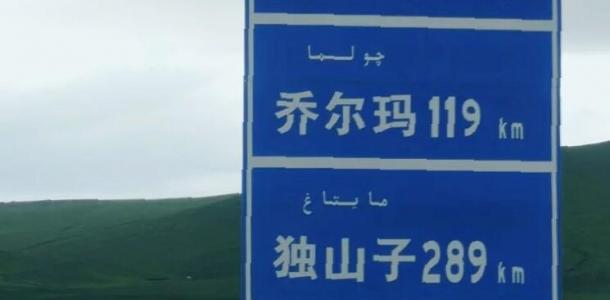 چولما
乔尔玛 119 km
مايتاغ
独山子 289 km